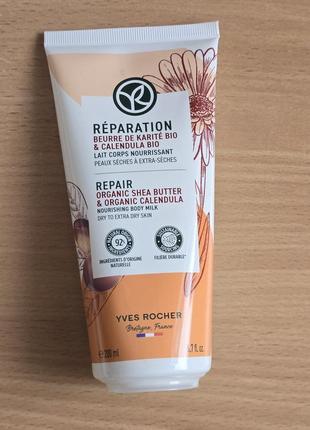 YR
RÉPARATION
BEURRE DE KARITÉ BIO
& CALENDULA BIO
LAIT CORPS NOURRISSANT
PEAUX SÈCHES À EXTRA-SÈCHES
REPAIR
ORGANIC SHEA BUTTER
& ORGANIC CALENDULA
NOURISHING BODY MILK
DRY TO EXTRA DRY SKIN
92%
INGRÉDIENTS D'ORIGINE
NATURELLE
FILIÈRE DURABLE*
YVES ROCHER
Bretagne, France
200 ml
fl. oz.